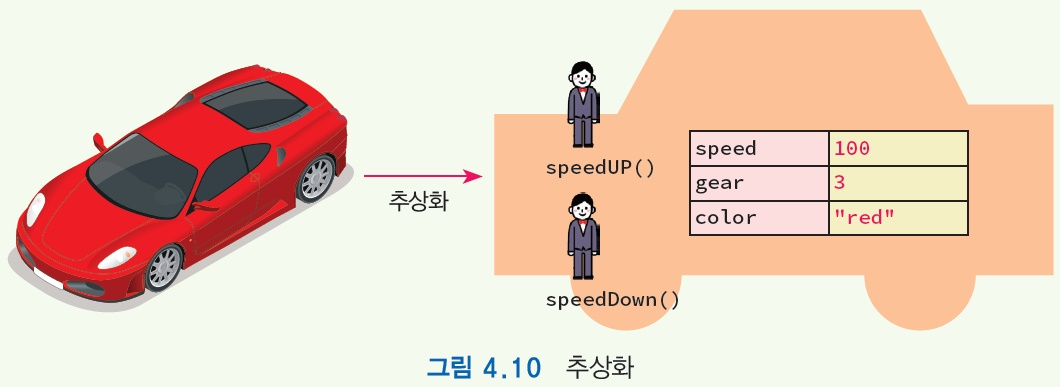 추상화
speedUP()
speedDown()
speed 100
gear 3
color "red"
그림 4.10 추상화